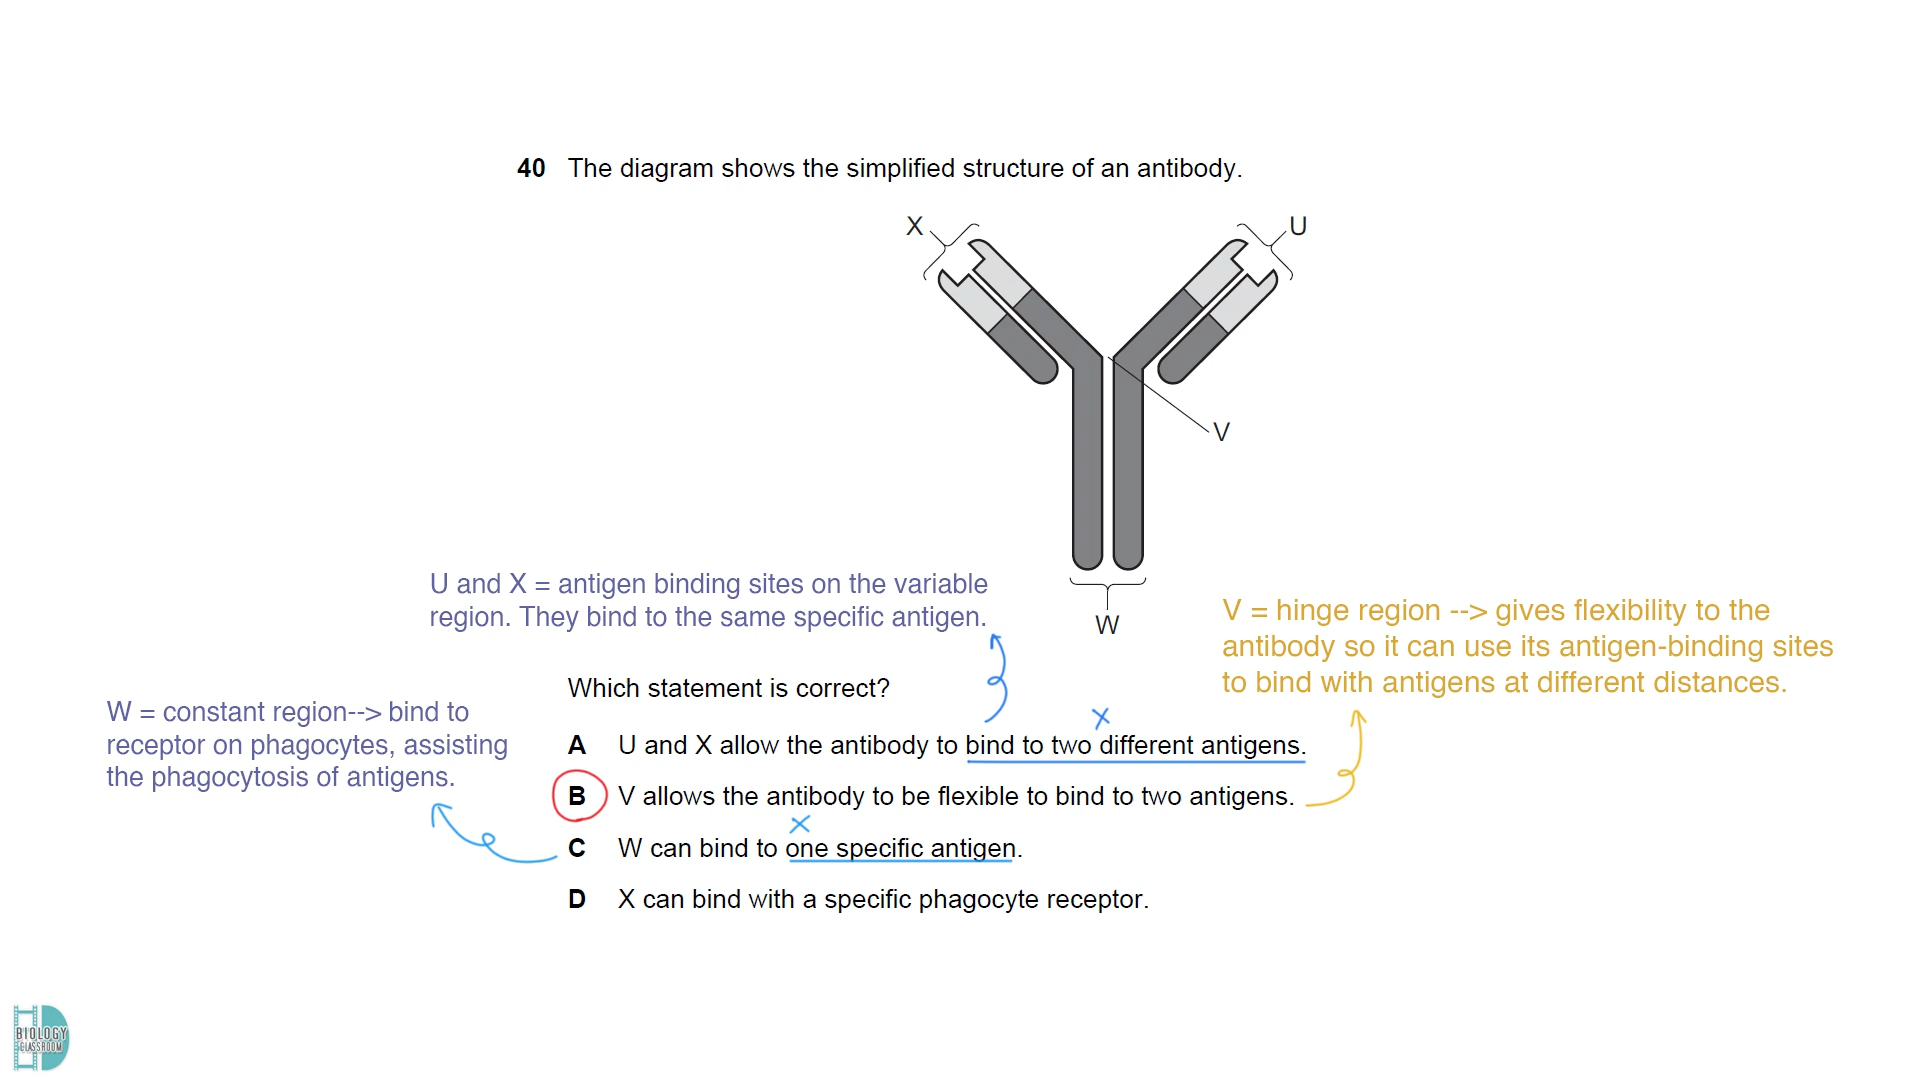 40 The diagram shows the simplified structure of an antibody.
X
U
V
W
U and X = antigen binding sites on the variable
region. They bind to the same specific antigen.
V = hinge region --> gives flexibility to the
antibody so it can use its antigen-binding sites
to bind with antigens at different distances.
Which statement is correct?
W = constant region--> bind to
receptor on phagocytes, assisting
the phagocytosis of antigens.
A U and X allow the antibody to bind to two different antigens.
B V allows the antibody to be flexible to bind to two antigens.
C W can bind to one specific antigen.
D X can bind with a specific phagocyte receptor.
BIOLOGY
CLASSROOM